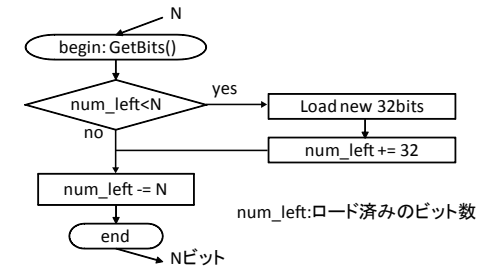 N
begin: GetBits()
num_left<N
yes
Load new 32bits
no
num_left += 32
num_left -= N
num_left:ロード済みのビット数
end
Nビット